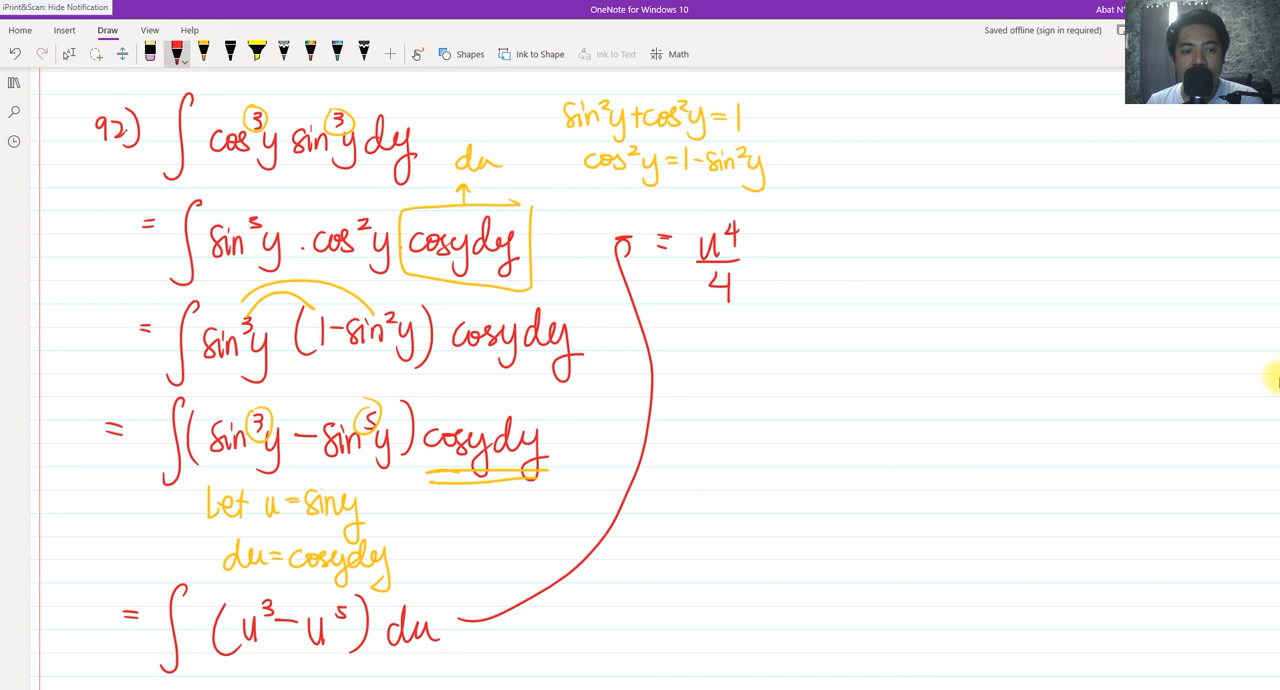 iPrint&Scan: Hide Notification
OneNote for Windows 10
Abat N'
Home Insert Draw View Help
Saved offline (sign in required)
Shapes Ink to Shape Ink to Text Math
92) ∫ cos³y sin³y dy
sin²y + cos²y = 1
cos²y = 1 - sin²y
du
= ∫ sin³y · cos²y · cosy dy
= ∫ sin³y (1 - sin²y) cosy dy
= ∫ (sin³y - sin⁵y) cosy dy
Let u = siny
du = cosy dy
= ∫ (u³ - u⁵) du
= u⁴/4